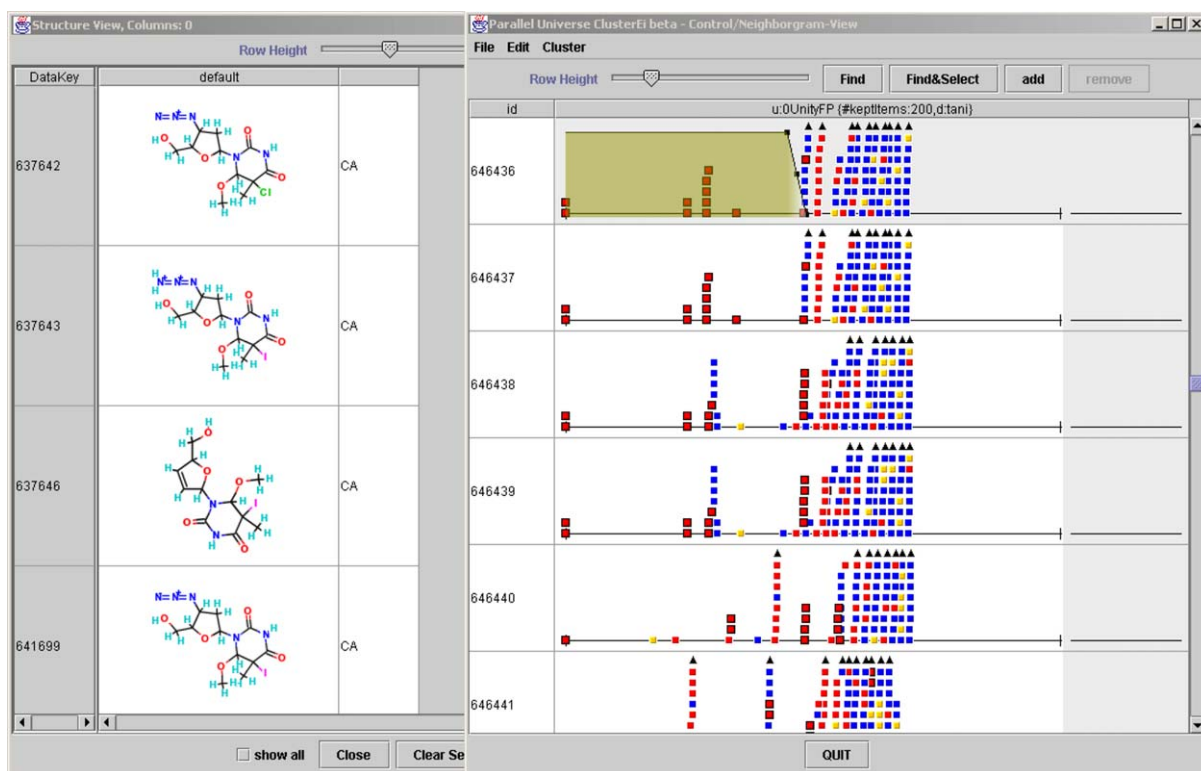 Structure View, Columns: 0
Row Height
DataKey default
637642 CA
637643 CA
637646 CA
641699 CA
show all Close Clear Se
Parallel Universe ClusterEi beta - Control/Neighborgram-View
File Edit Cluster
Row Height Find Find&Select add remove
id u:0UnityFP {#keptItems:200,d:tani}
646436
646437
646438
646439
646440
646441
QUIT